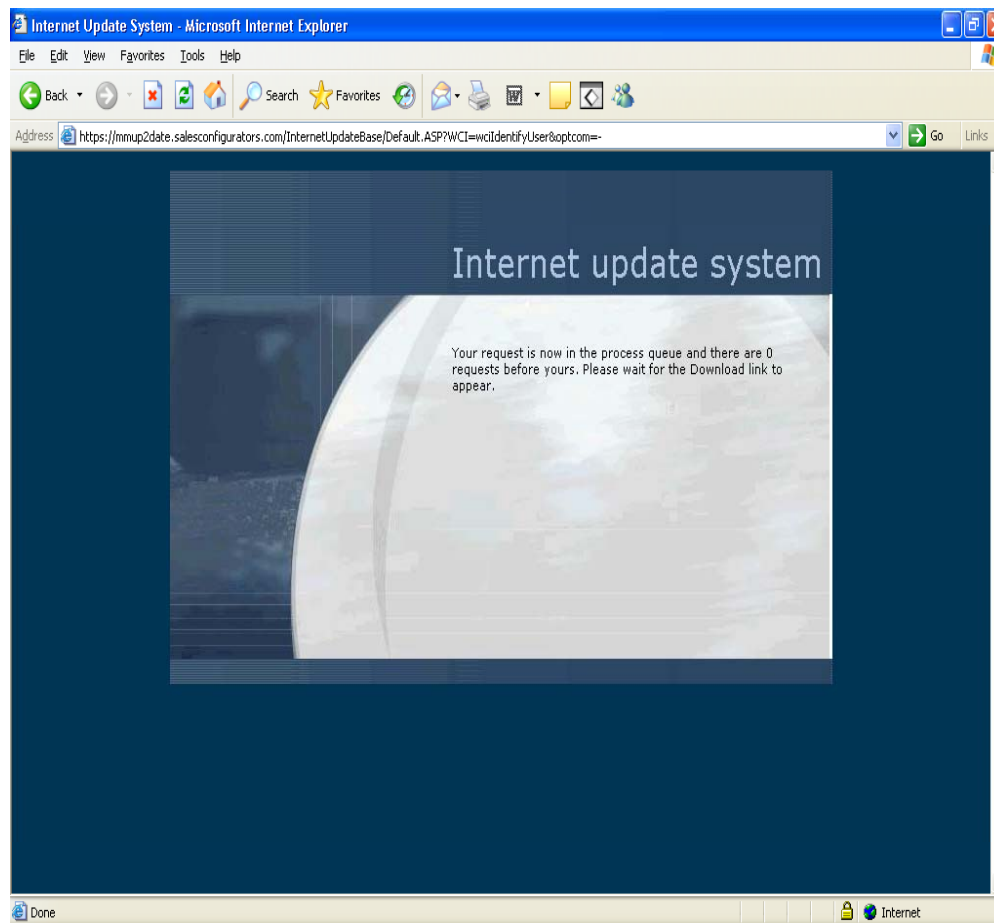 Internet Update System - Microsoft Internet Explorer
File Edit View Favorites Tools Help
Back Search Favorites
Address https://mmup2date.salesconfigurators.com/InternetUpdateBase/Default.ASP?WCI=wciIdentifyUser&optcom=- Go Links
Internet update system
Your request is now in the process queue and there are 0
requests before yours. Please wait for the Download link to
appear.
Done Internet